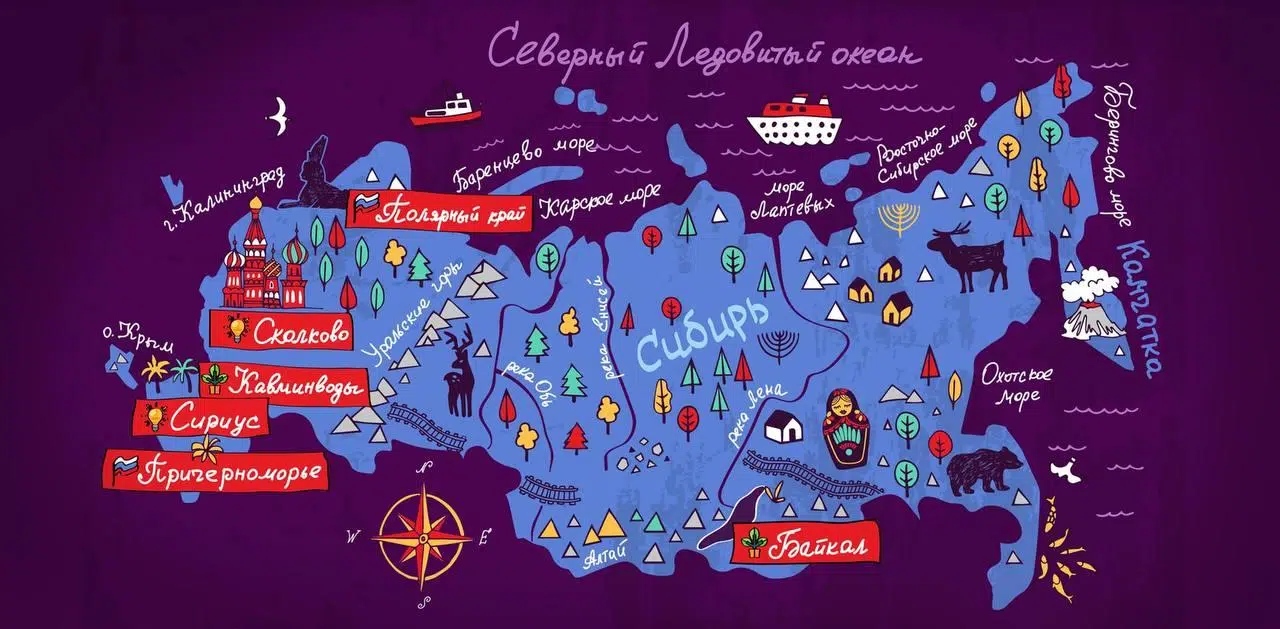 Северный Ледовитый океан
Берингово море
Восточно-
Сибирское море
Баренцево море
г. Калининград
Карское море
море
Лаптевых
Полярный край
Камчатка
Уральские горы
река Енисей
Сибирь
Сколково
о. Крым
река Обь
река Лена
Охотское
море
Кавминводы
Сириус
Причерноморье
N
W
E
S
Алтай
Байкал